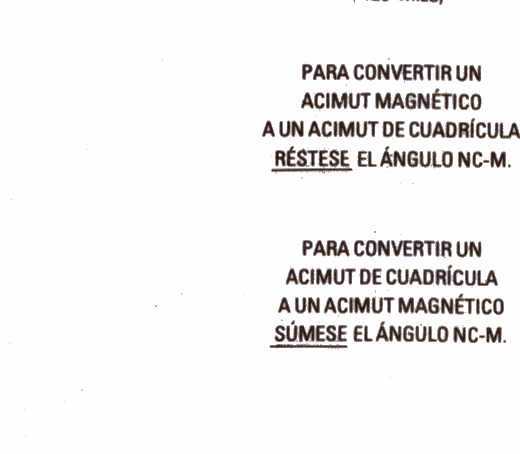 PARA CONVERTIR UN
ACIMUT MAGNÉTICO
A UN ACIMUT DE CUADRÍCULA
RÉSTESE EL ÁNGULO NC-M.
PARA CONVERTIR UN
ACIMUT DE CUADRÍCULA
A UN ACIMUT MAGNÉTICO
SÚMESE EL ÁNGULO NC-M.